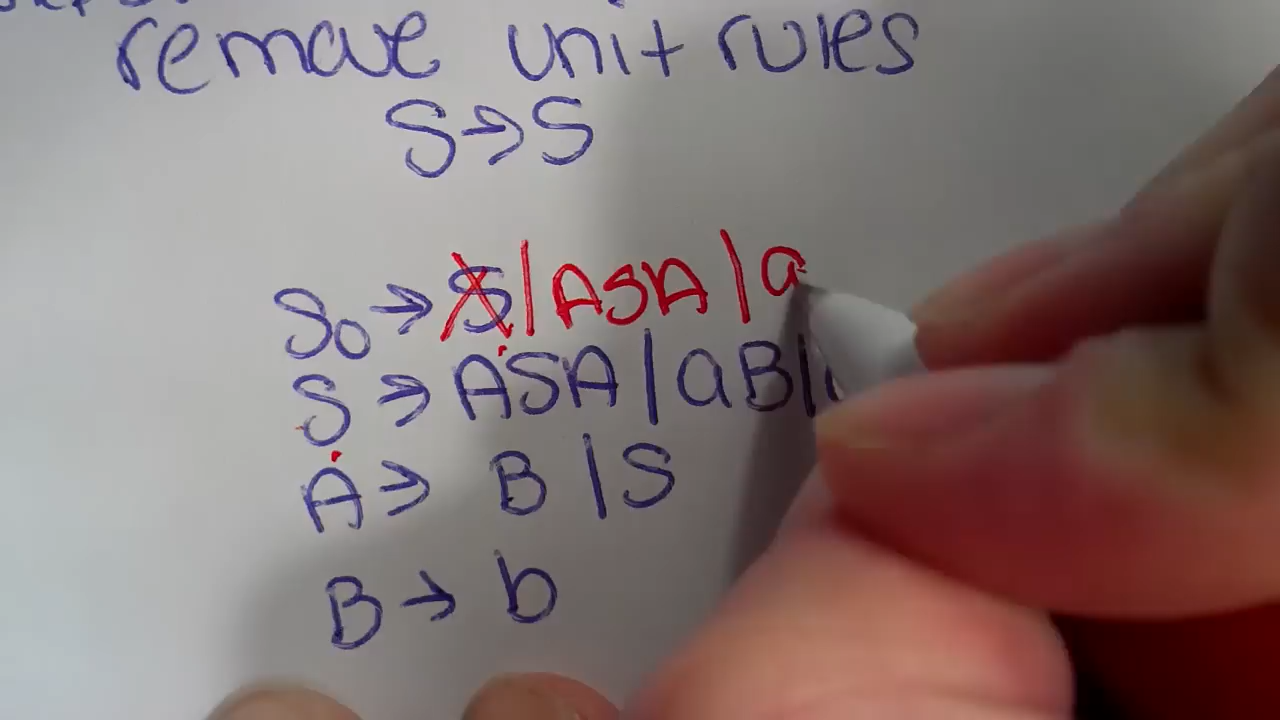 remove unit rules
S → S
S₀ → S | ASA | a
S → ASA | aB |
A → B | S
B → b